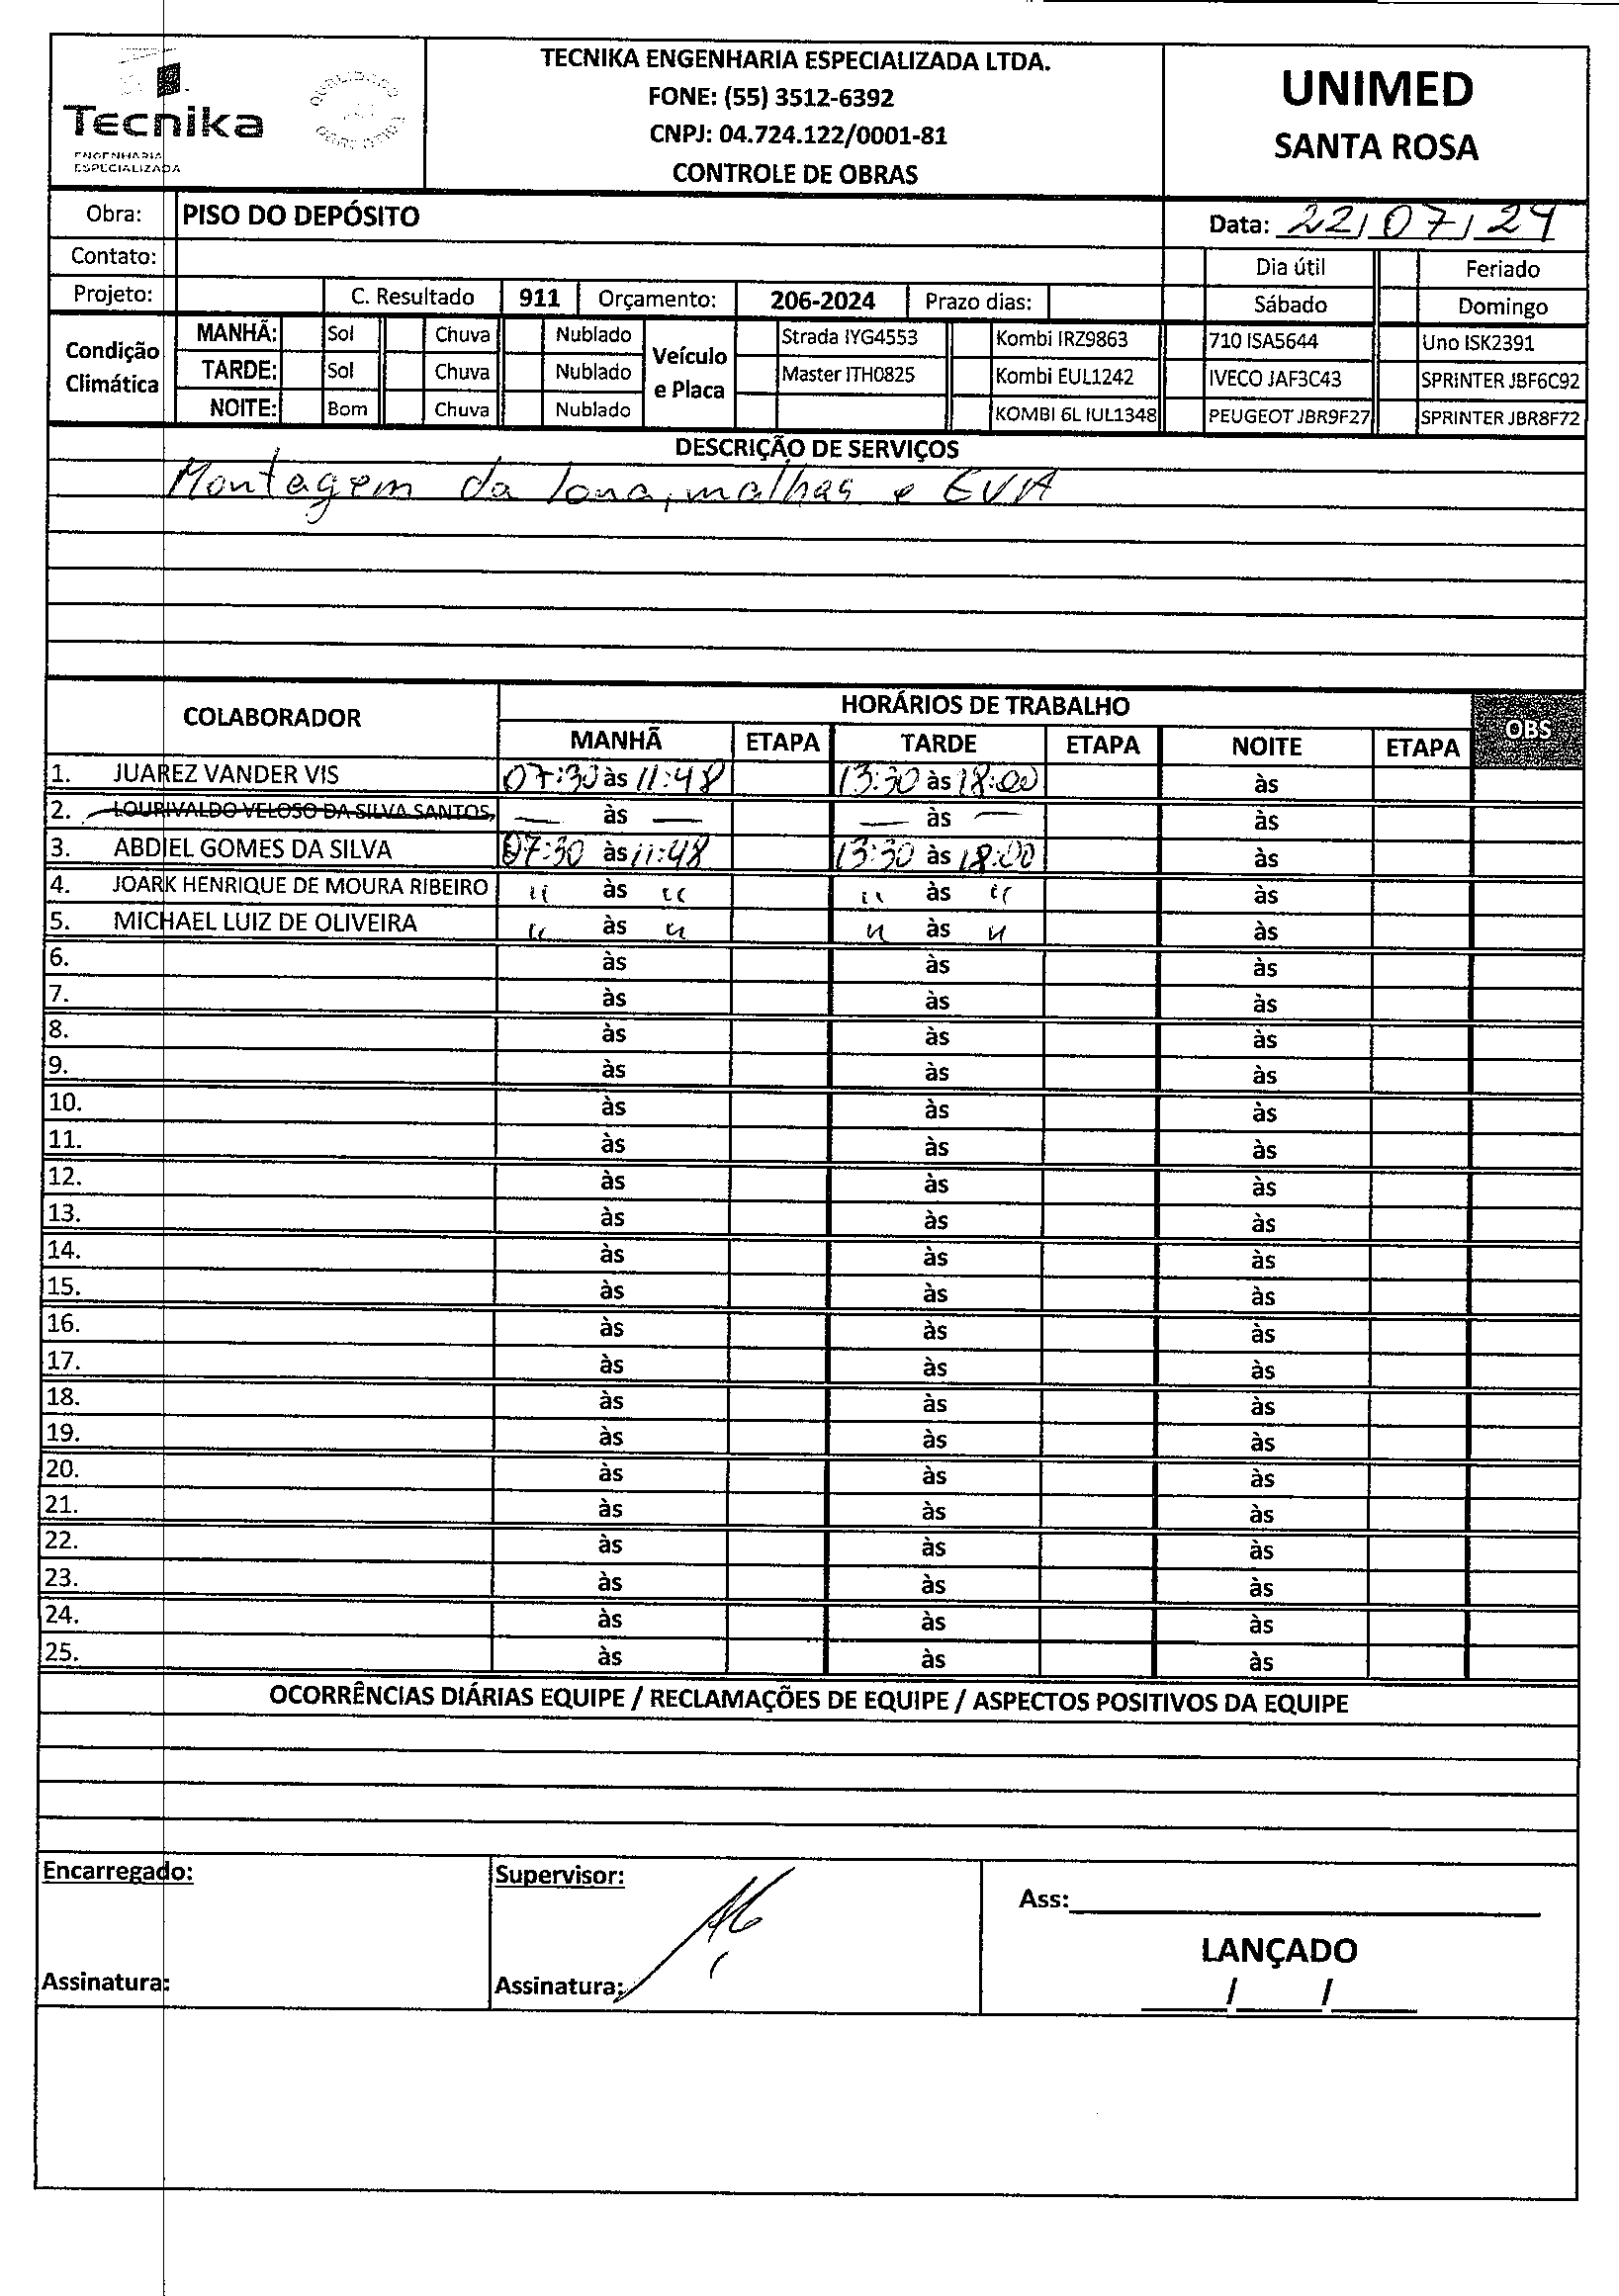 Tecnika
ENGENHARIA
ESPECIALIZADA
TECNIKA ENGENHARIA ESPECIALIZADA LTDA.
FONE: (55) 3512-6392
CNPJ: 04.724.122/0001-81
CONTROLE DE OBRAS
UNIMED
SANTA ROSA
Obra: PISO DO DEPÓSITO
Data: 22/07/24
Contato:
Dia útil Feriado
Projeto: C. Resultado 911 Orçamento: 206-2024 Prazo dias:
Sábado Domingo
Condição Climática
MANHÃ: Sol Chuva Nublado
TARDE: Sol Chuva Nublado
NOITE: Bom Chuva Nublado
Veículo e Placa
Strada IYG4553 Kombi IRZ9863 710 ISA5644 Uno ISK2391
Master ITH0825 Kombi EUL1242 IVECO JAF3C43 SPRINTER JBF6C92
KOMBI 6L IUL1348 PEUGEOT JBR9F27 SPRINTER JBR8F72
DESCRIÇÃO DE SERVIÇOS
Montagem da lona, malhas e EVA
COLABORADOR HORÁRIOS DE TRABALHO OBS
MANHÃ ETAPA TARDE ETAPA NOITE ETAPA
1. JUAREZ VANDER VIS 07:30 às 11:48 13:30 às 18:00 às
2. LOURIVALDO VELOSO DA SILVA SANTOS — às — — às — às
3. ABDIEL GOMES DA SILVA 07:30 às 11:48 13:30 às 18:00 às
4. JOARK HENRIQUE DE MOURA RIBEIRO " às " " às " às
5. MICHAEL LUIZ DE OLIVEIRA " às " " às " às
6. às às às
7. às às às
8. às às às
9. às às às
10. às às às
11. às às às
12. às às às
13. às às às
14. às às às
15. às às às
16. às às às
17. às às às
18. às às às
19. às às às
20. às às às
21. às às às
22. às às às
23. às às às
24. às às às
25. às às às
OCORRÊNCIAS DIÁRIAS EQUIPE / RECLAMAÇÕES DE EQUIPE / ASPECTOS POSITIVOS DA EQUIPE
Encarregado: Supervisor:
Ass:
LANÇADO
Assinatura: Assinatura:
/ /